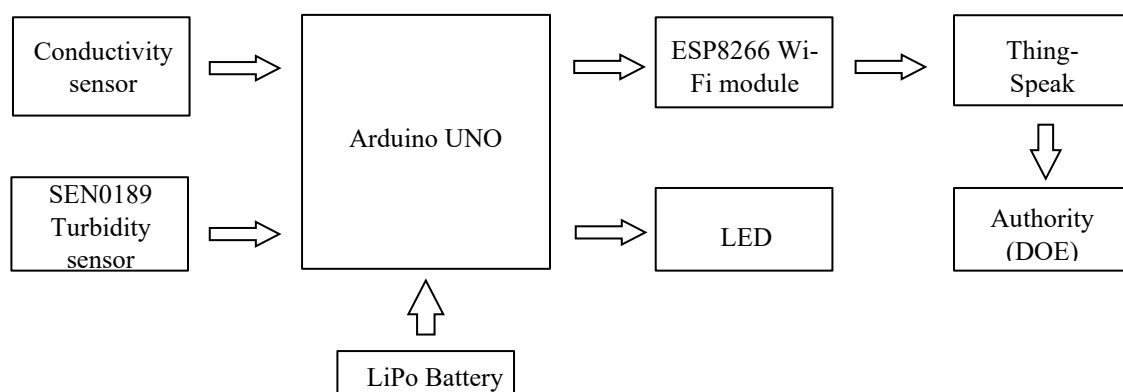 Conductivity
sensor
SEN0189
Turbidity
sensor
Arduino UNO
LiPo Battery
ESP8266 Wi-
Fi module
LED
Thing-
Speak
Authority
(DOE)